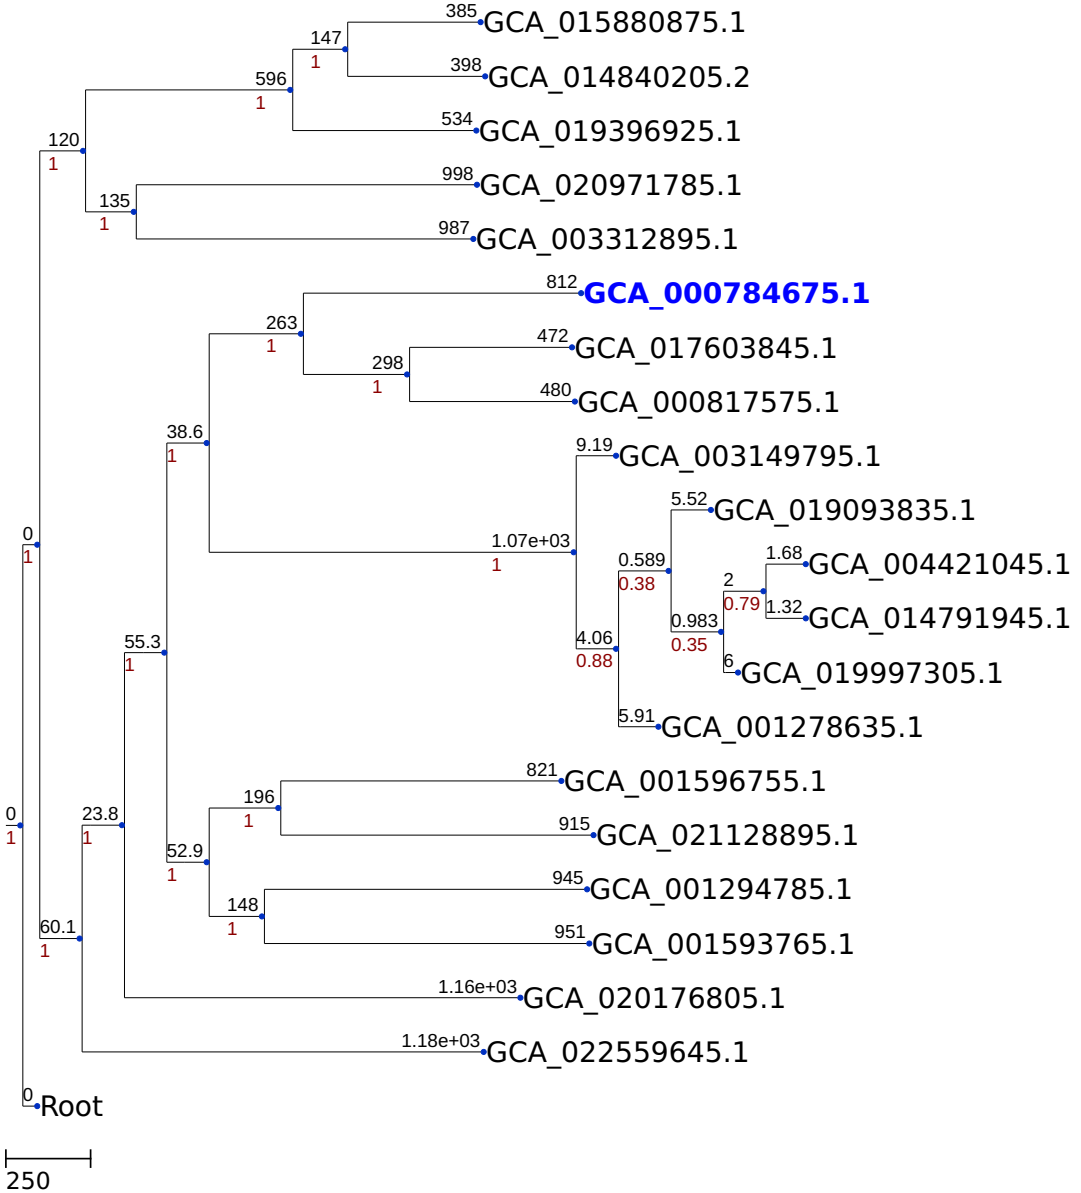 385 GCA_015880875.1
147
1
398 GCA_014840205.2
596
1
534 GCA_019396925.1
120
1
998 GCA_020971785.1
135
1
987 GCA_003312895.1
812 GCA_000784675.1
263
1
472 GCA_017603845.1
298
1
480 GCA_000817575.1
38.6
1
9.19 GCA_003149795.1
5.52 GCA_019093835.1
0
1
1.07e+03
1
1.68 GCA_004421045.1
0.589
0.38
2
0.79
1.32 GCA_014791945.1
0.983
0.35
4.06
0.88
6 GCA_019997305.1
55.3
1
5.91 GCA_001278635.1
821 GCA_001596755.1
196
1
0
1
23.8
1
915 GCA_021128895.1
52.9
1
945 GCA_001294785.1
148
1
60.1
1
951 GCA_001593765.1
1.16e+03 GCA_020176805.1
1.18e+03 GCA_022559645.1
0 Root
250